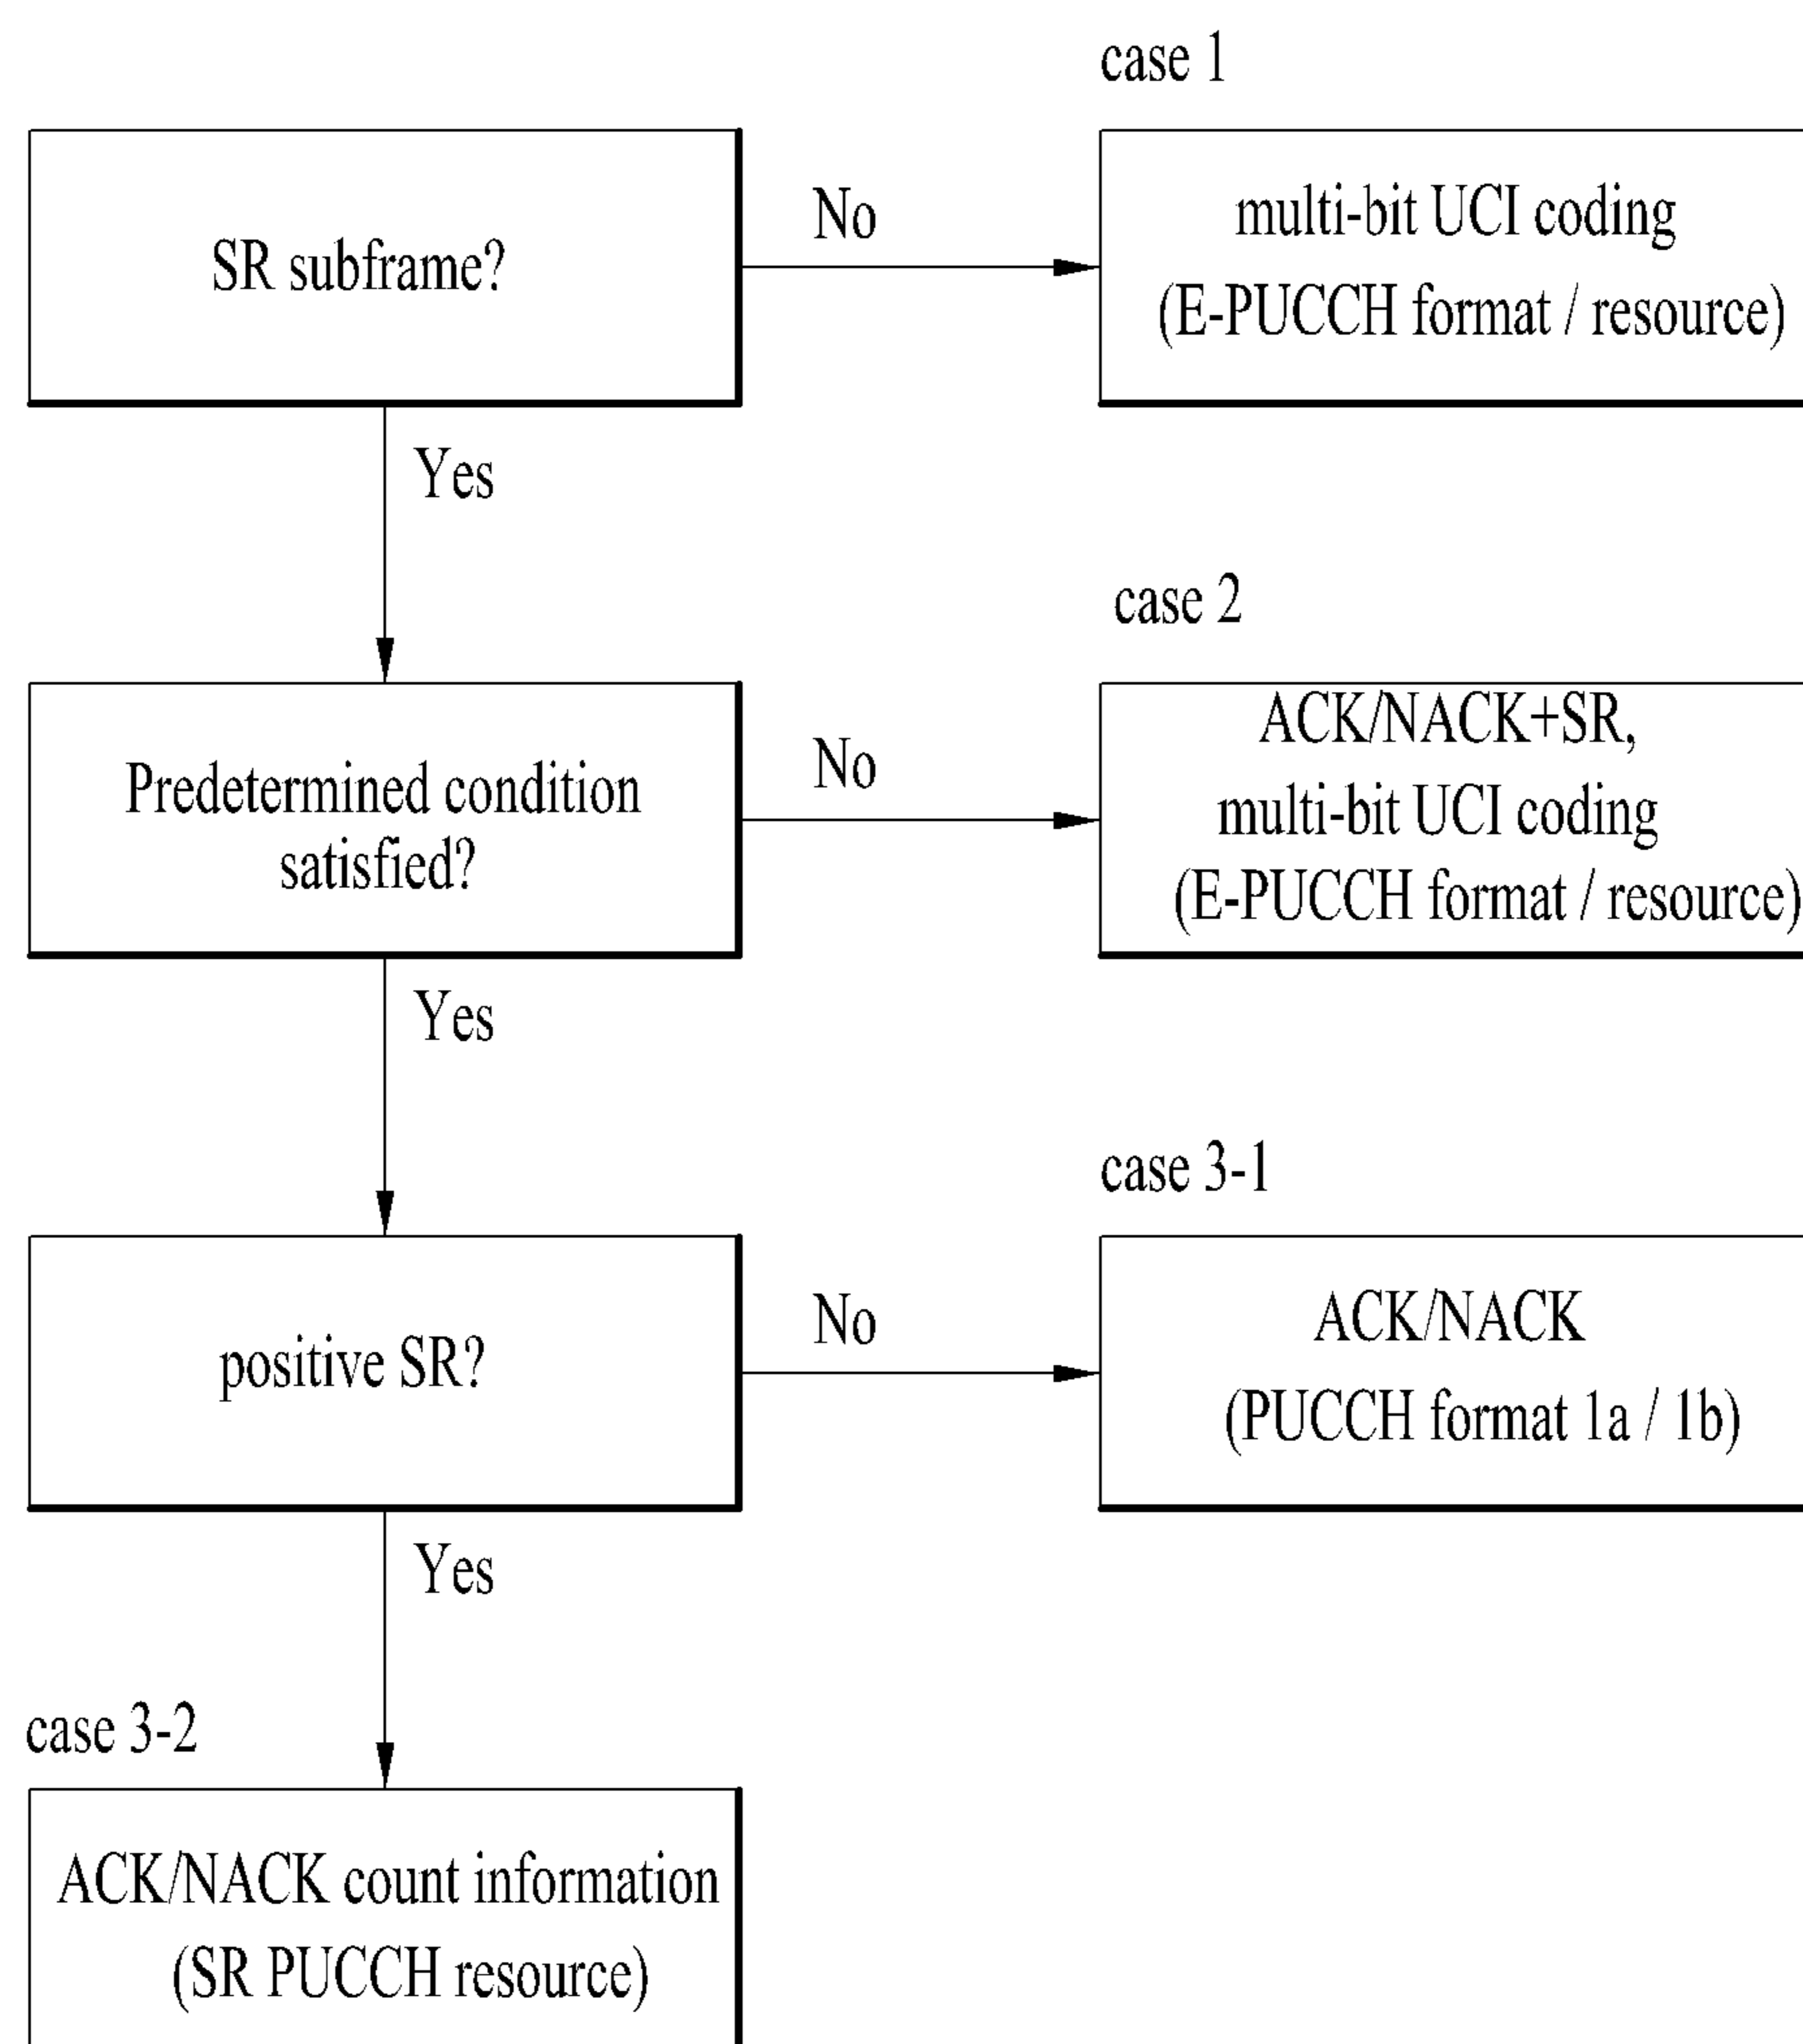 case 1
SR subframe?
No
multi-bit UCI coding
(E-PUCCH format / resource)
Yes
case 2
Predetermined condition
satisfied?
No
ACK/NACK+SR,
multi-bit UCI coding
(E-PUCCH format / resource)
Yes
case 3-1
positive SR?
No
ACK/NACK
(PUCCH format 1a / 1b)
Yes
case 3-2
ACK/NACK count information
(SR PUCCH resource)